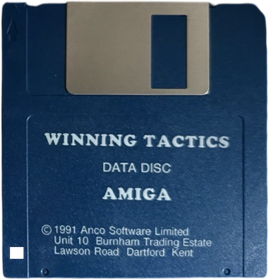 WINNING TACTICS
DATA DISC
AMIGA
© 1991 Anco Software Limited
Unit 10 Burnham Trading Estate
Lawson Road Dartford Kent